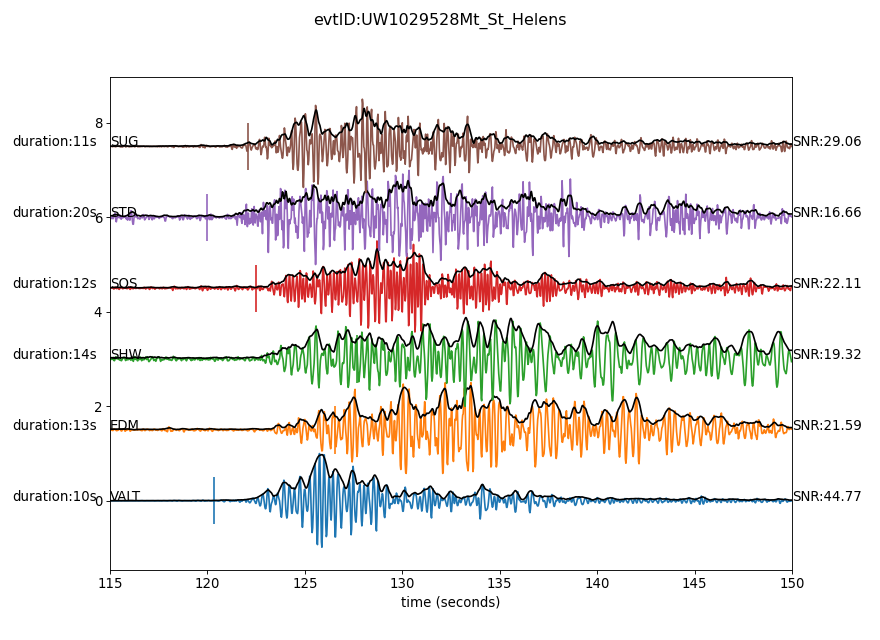 evtID:UW1029528Mt_St_Helens
8
duration:11s SUG SNR:29.06
duration:20s STD SNR:16.66
6
duration:12s SOS SNR:22.11
4
duration:14s SHW SNR:19.32
2
duration:13s EDM SNR:21.59
duration:10s VALT SNR:44.77
0
115 120 125 130 135 140 145 150
time (seconds)